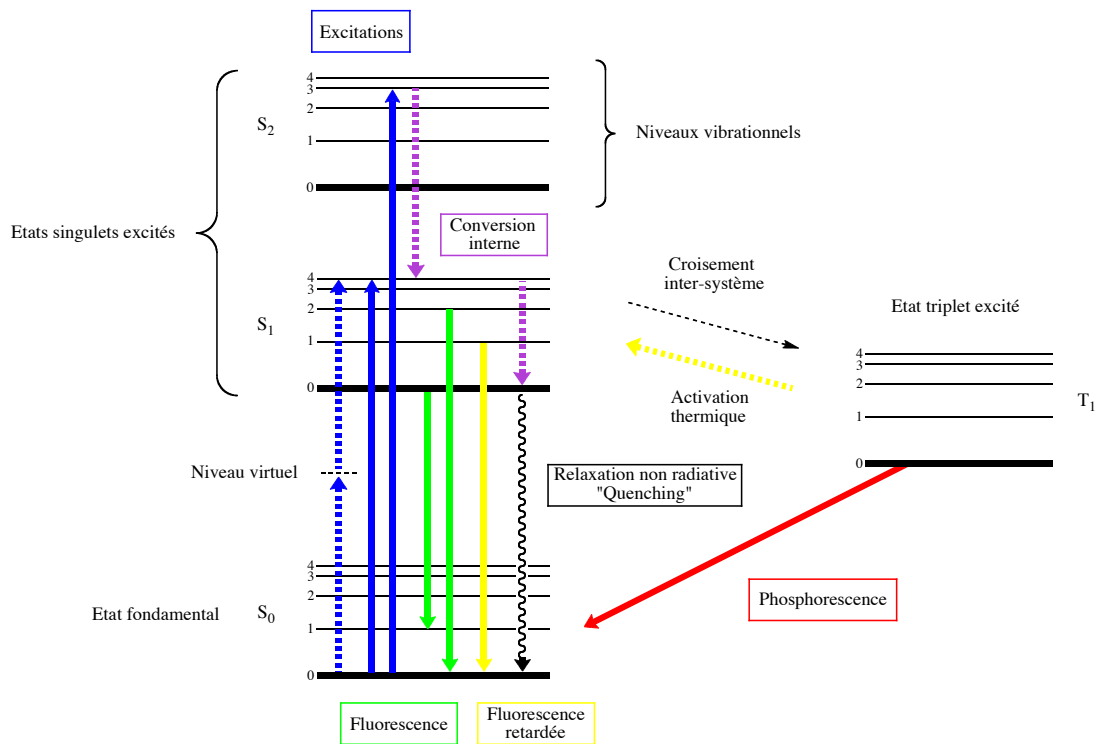 Excitations
4
3
2
1
0
S2
Niveaux vibrationnels
Etats singulets excités
Conversion
interne
4
3
2
1
0
S1
Croisement
inter-système
Activation
thermique
Etat triplet excité
4
3
2
1
0
T1
Niveau virtuel
Relaxation non radiative
"Quenching"
4
3
2
1
0
Etat fondamental
S0
Phosphorescence
Fluorescence
Fluorescence
retardée